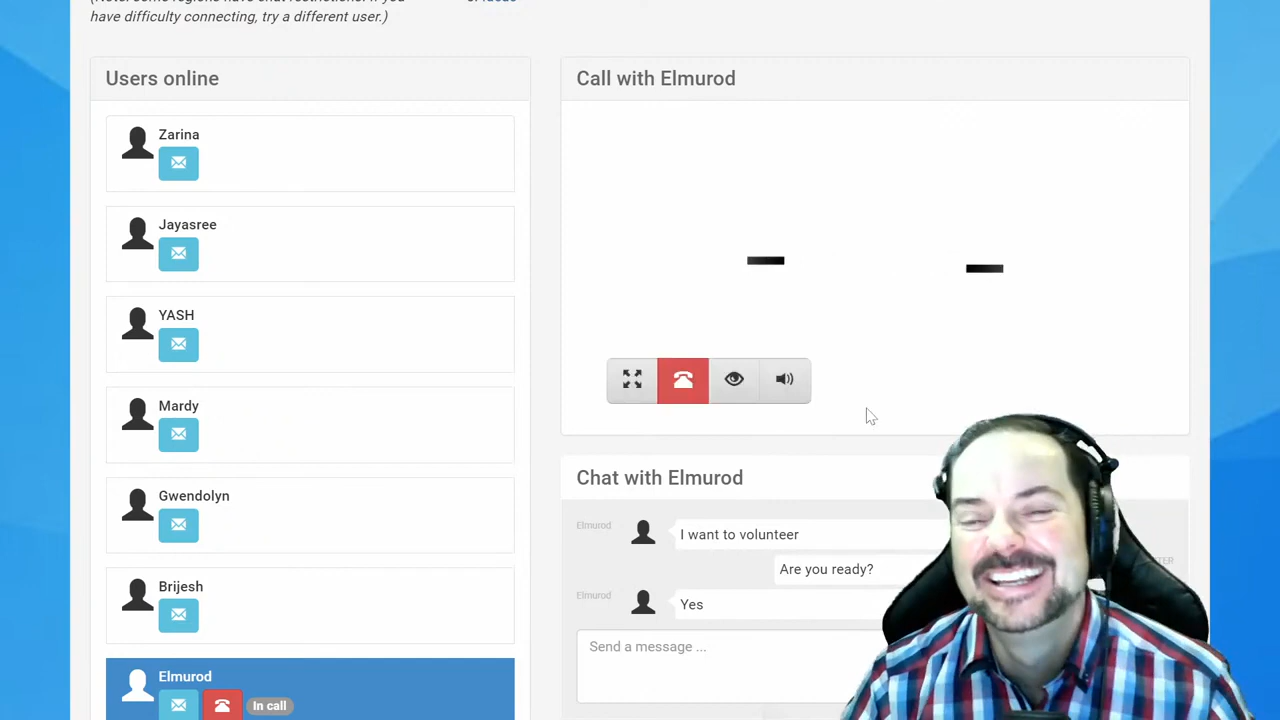 have difficulty connecting, try a different user.)
Users online
Zarina
Jayasree
YASH
Mardy
Gwendolyn
Brijesh
Elmurod
In call
Call with Elmurod
Chat with Elmurod
Elmurod
I want to volunteer
Are you ready?
Elmurod
Yes
Send a message ...